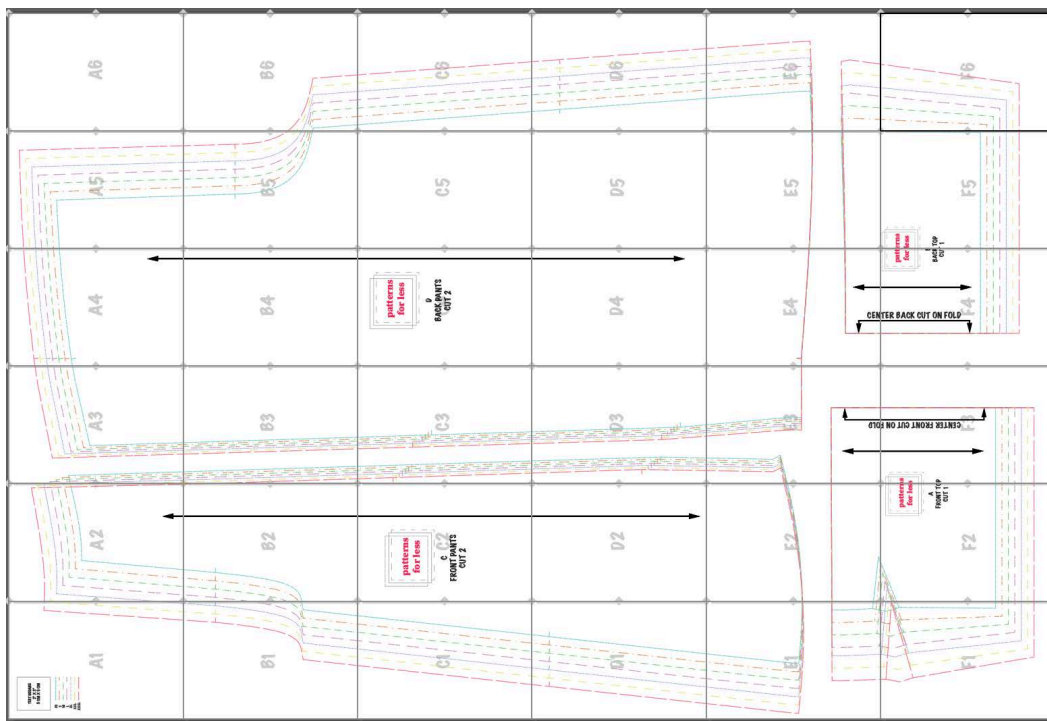 A6
B6
C6
D6
E6
F6
A5
B5
C5
D5
E5
F5
patterns
for less
BACK TOP
CUT 1
A4
B4
patterns
for less
D
BACK PANTS
CUT 2
D4
E4
F4
CENTER BACK CUT ON FOLD
A3
B3
C3
D3
E3
F3
CENTER FRONT CUT ON FOLD
patterns
for less
A
FRONT TOP
CUT 1
A2
B2
C2
patterns
for less
C
FRONT PANTS
CUT 2
D2
E2
F2
A1
B1
C1
D1
E1
F1